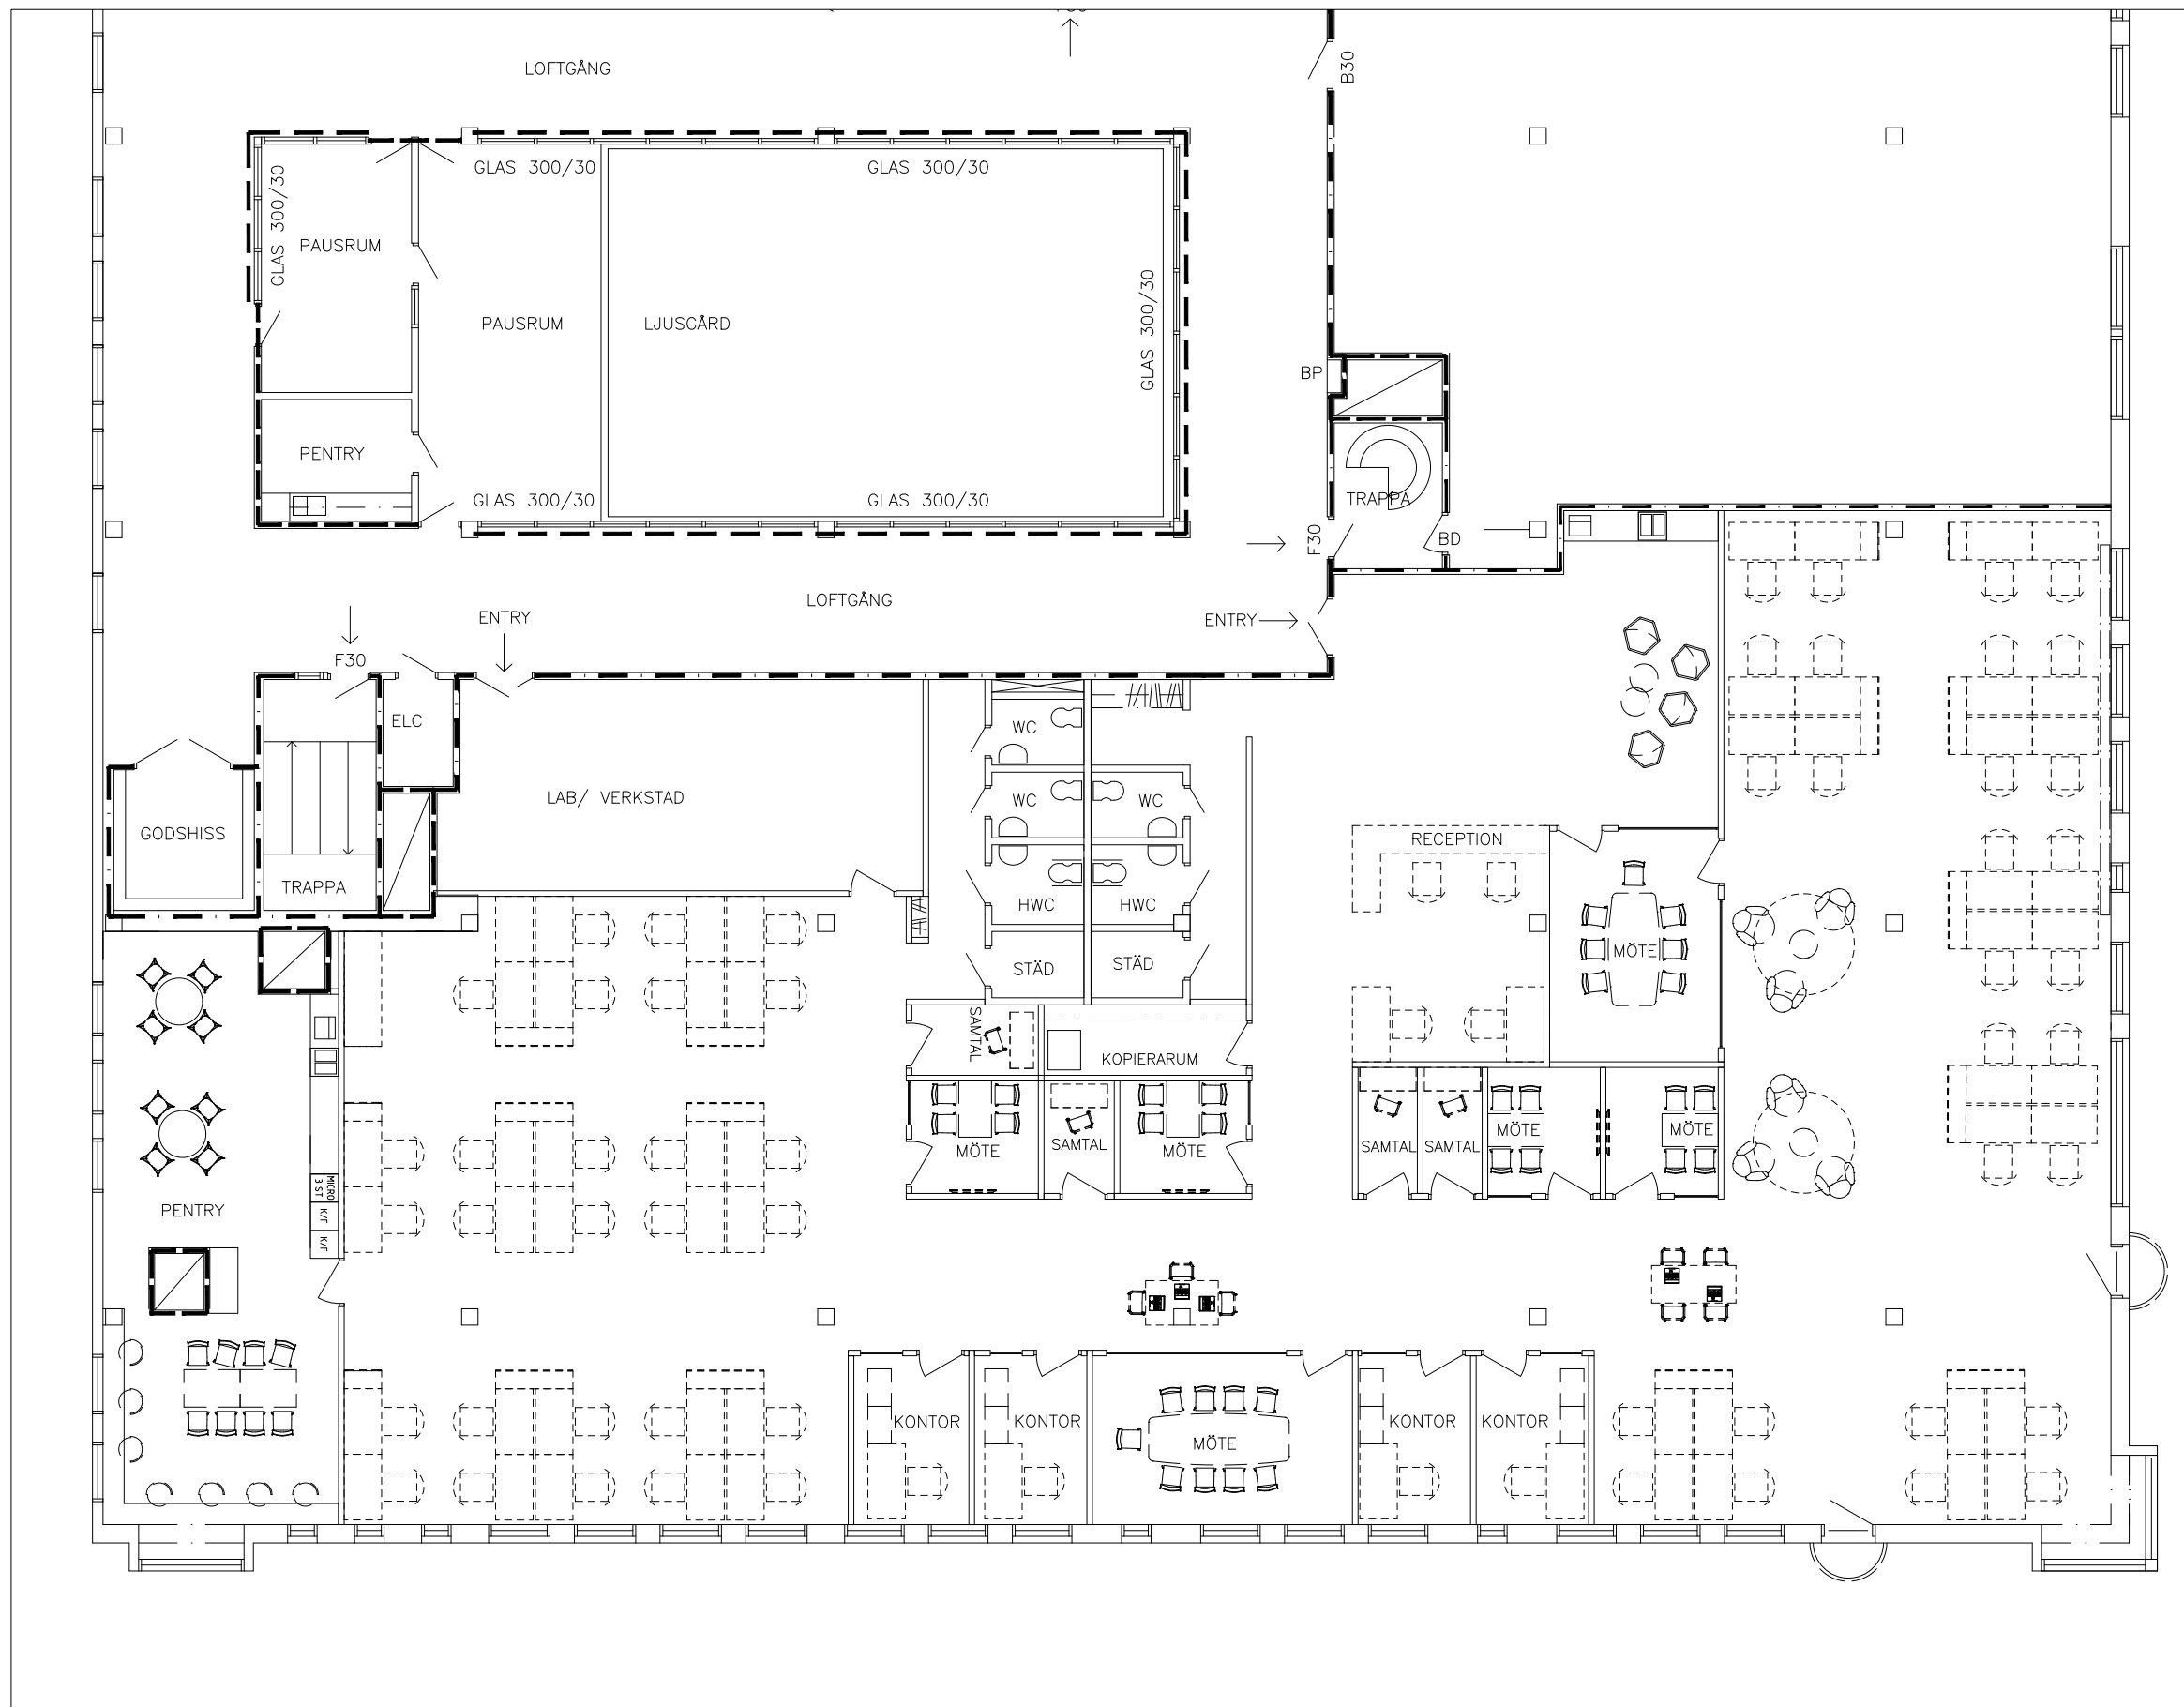 LOFTGÅNG
B30
GLAS 300/30
GLAS 300/30
GLAS 300/30
PAUSRUM
PAUSRUM
LJUSGÅRD
GLAS 300/30
BP
PENTRY
GLAS 300/30
GLAS 300/30
TRAPPA
F30
BD
LOFTGÅNG
ENTRY
ENTRY
F30
ELC
WC
LAB/ VERKSTAD
WC
WC
GODSHISS
RECEPTION
TRAPPA
HWC
HWC
MÖTE
STÄD
STÄD
SAMTAL
KOPIERARUM
MÖTE
SAMTAL
MÖTE
SAMTAL
SAMTAL
MÖTE
MÖTE
MICRO
3 ST
K/F
K/F
PENTRY
KONTOR
KONTOR
MÖTE
KONTOR
KONTOR